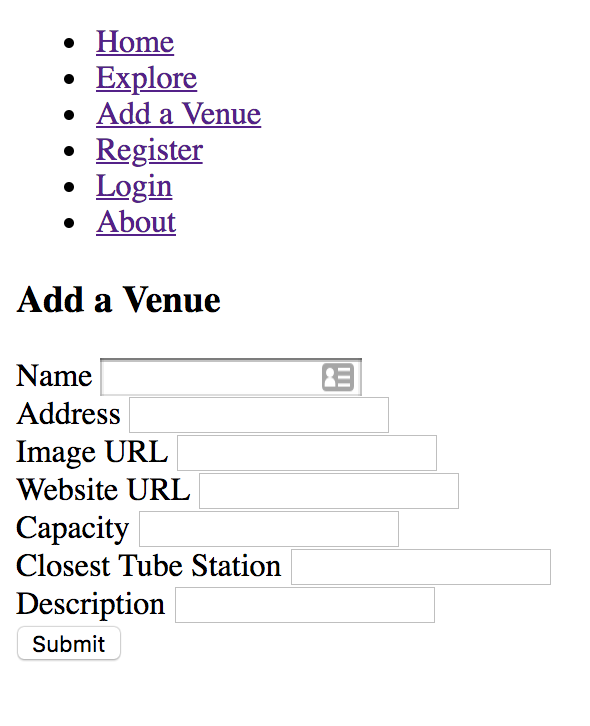 Home
Explore
Add a Venue
Register
Login
About
Add a Venue
Name
Address
Image URL
Website URL
Capacity
Closest Tube Station
Description
Submit